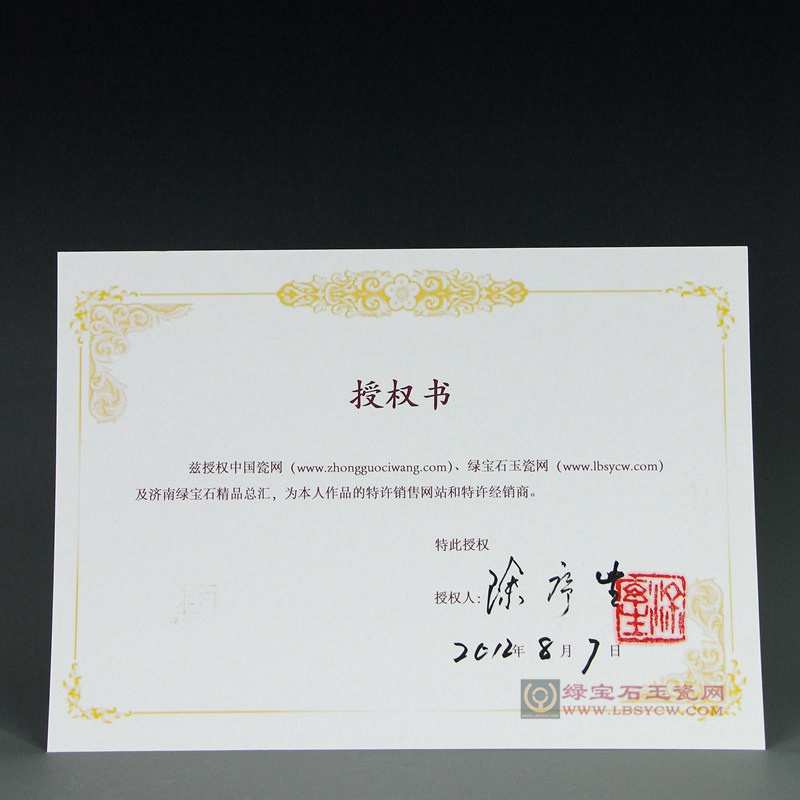 授权书
兹授权中国瓷网（www.zhongguociwang.com）、绿宝石玉瓷网（www.lbsycw.com）
及济南绿宝石精品总汇，为本人作品的特许销售网站和特许经销商。
特此授权
授权人:
2012年 8月 7日
绿宝石玉瓷网
WWW.LBSYCW.COM